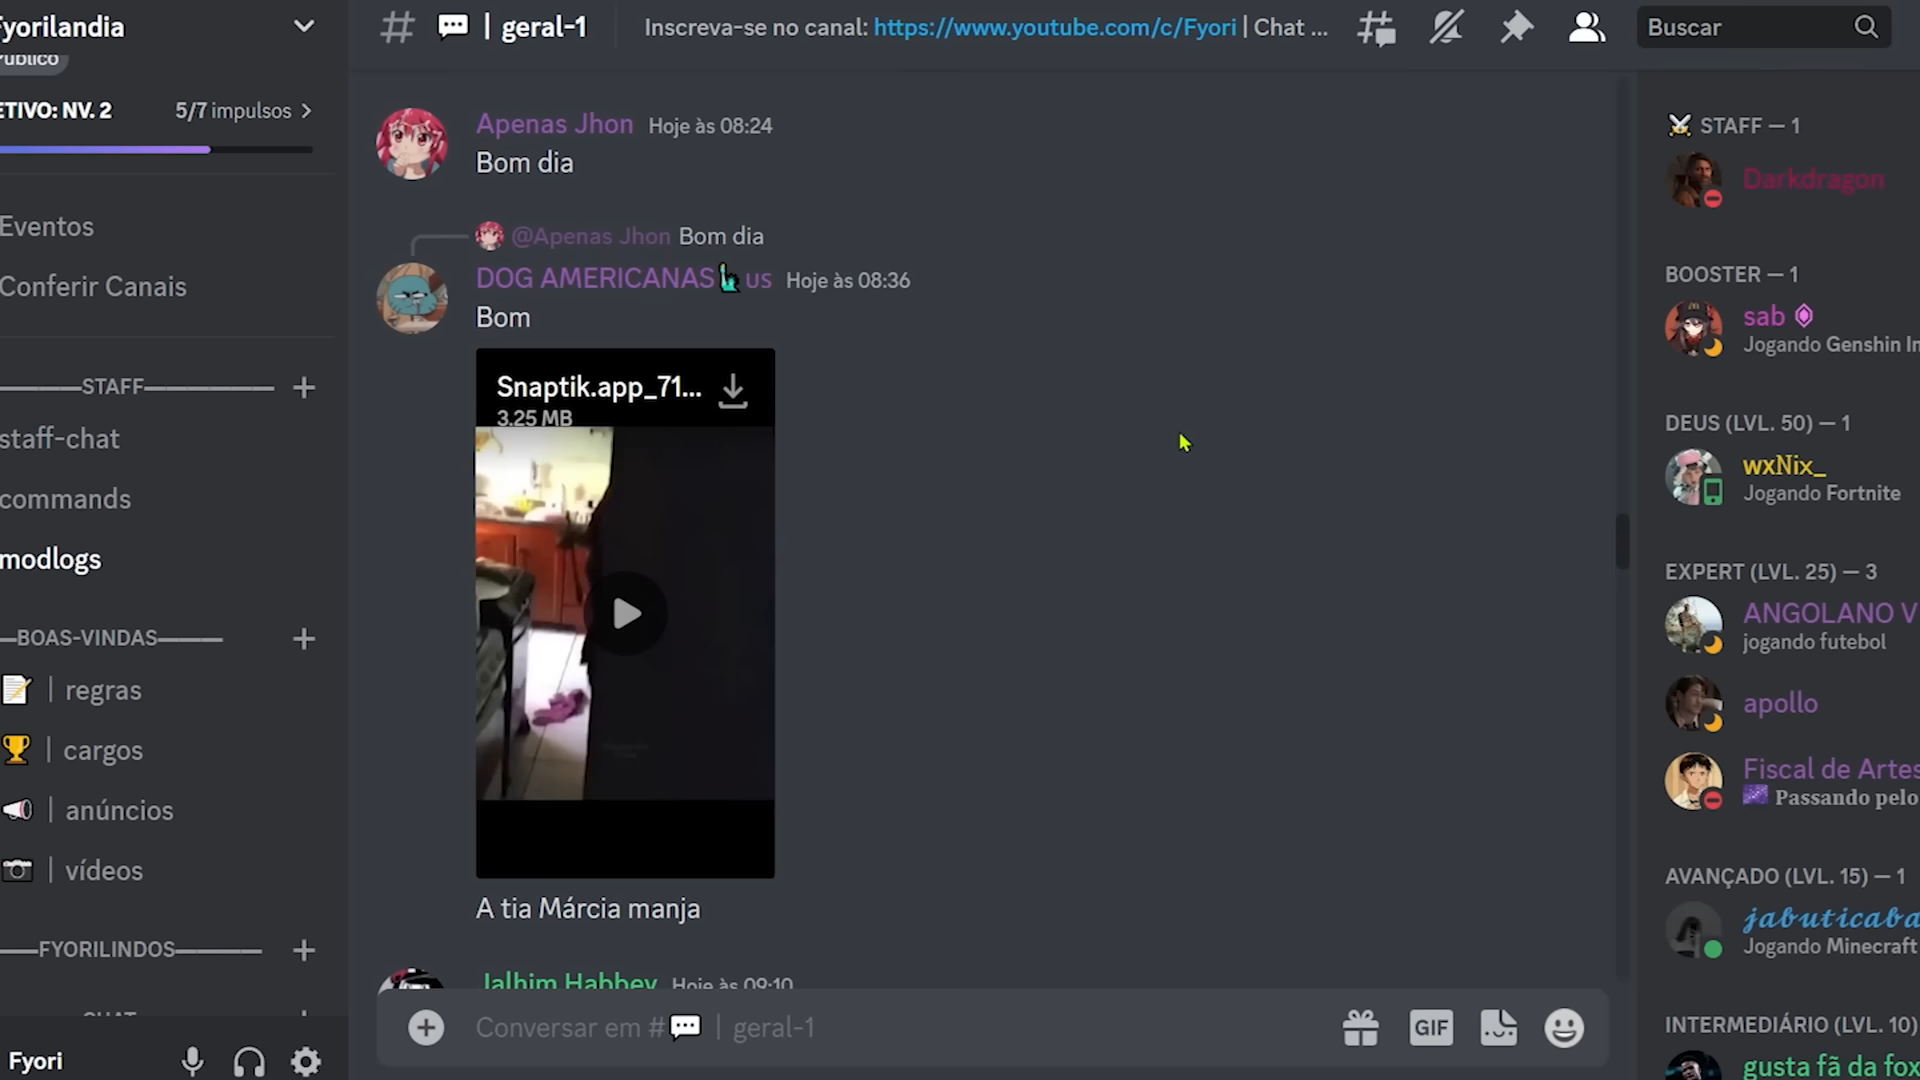 Fyorilandia
Público
ETIVO: NV. 2
5/7 impulsos
Eventos
Conferir Canais
STAFF
staff-chat
commands
modlogs
BOAS-VINDAS
| regras
| cargos
| anúncios
| vídeos
FYORILINDOS
CHAT
Fyori
# 💬 | geral-1
Inscreva-se no canal: https://www.youtube.com/c/Fyori | Chat ...
Buscar
Apenas Jhon Hoje às 08:24
Bom dia
@Apenas Jhon Bom dia
DOG AMERICANAS US Hoje às 08:36
Bom
Snaptik.app_71...
3.25 MB
A tia Márcia manja
Jalhim Habbey Hoje às 09:10
Conversar em #💬 | geral-1
GIF
STAFF — 1
Darkdragon
BOOSTER — 1
sab
Jogando Genshin In
DEUS (LVL. 50) — 1
wxNix_
Jogando Fortnite
EXPERT (LVL. 25) — 3
ANGOLANO V
jogando futebol
apollo
Fiscal de Artes
Passando pelo
AVANÇADO (LVL. 15) — 1
jabuticaba
Jogando Minecraft
INTERMEDIÁRIO (LVL. 10)
gusta fã da fox